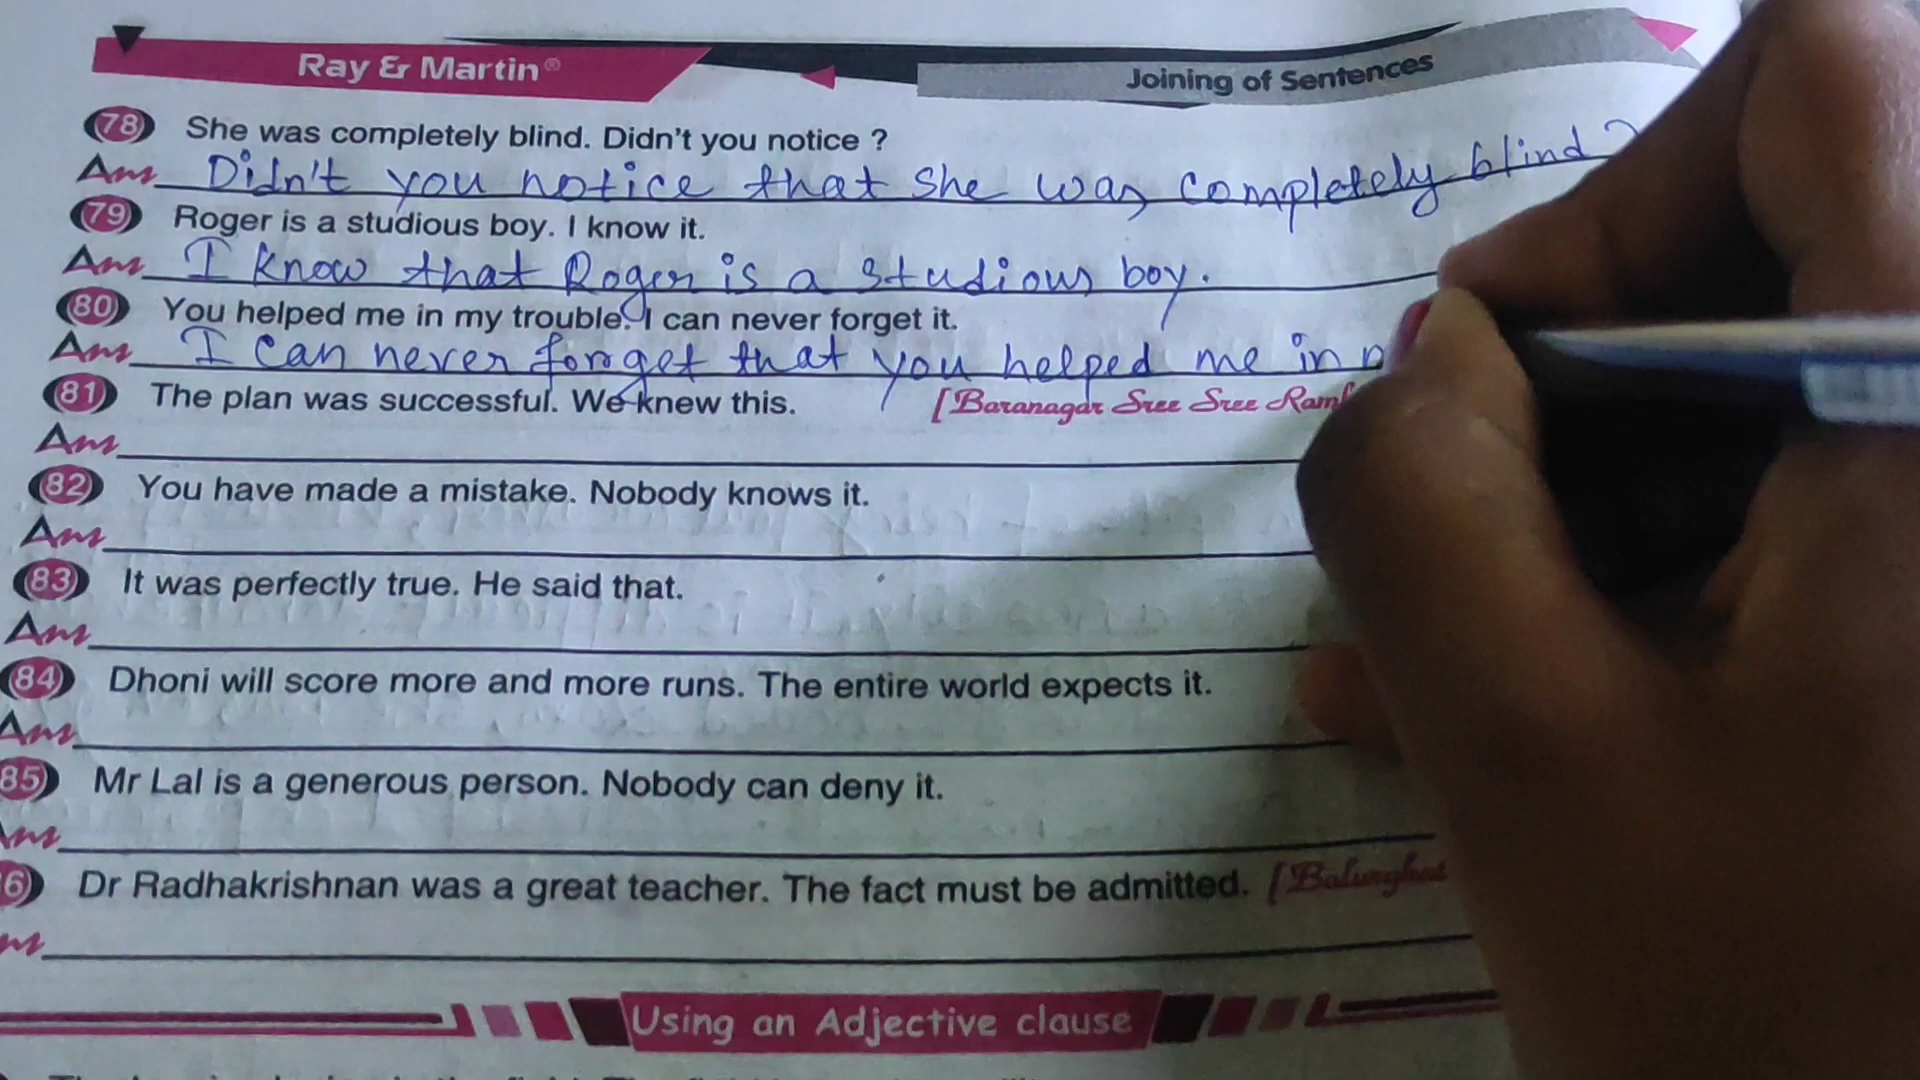 Ray & Martin®
Joining of Sentences
78 She was completely blind. Didn't you notice ?
Ans Didn't you notice that she was completely blind?
79 Roger is a studious boy. I know it.
Ans I know that Roger is a studious boy.
80 You helped me in my trouble. I can never forget it.
Ans I can never forget that you helped me in
81 The plan was successful. We knew this. [Baranagar Sree Sree
Ans
82 You have made a mistake. Nobody knows it.
Ans
83 It was perfectly true. He said that.
Ans
84 Dhoni will score more and more runs. The entire world expects it.
Ans
85 Mr Lal is a generous person. Nobody can deny it.
Ans
6 Dr Radhakrishnan was a great teacher. The fact must be admitted. [Balurghat
ns
Using an Adjective clause